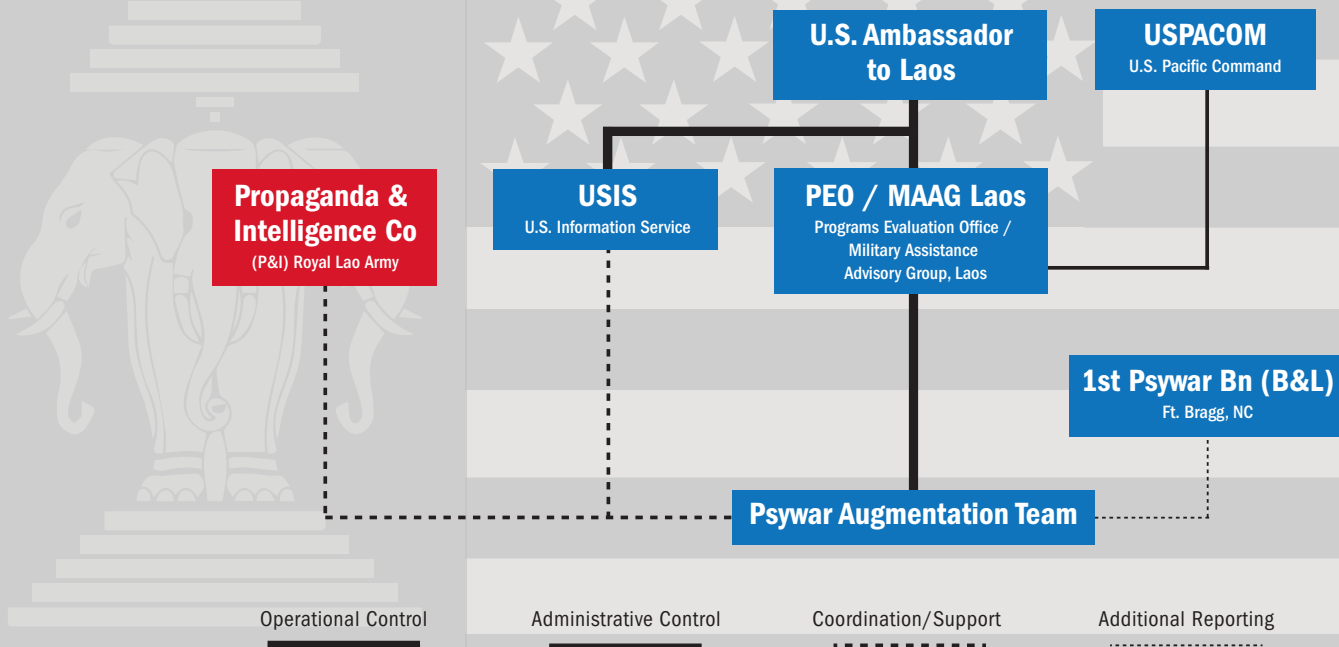 U.S. Ambassador
to Laos
USPACOM
U.S. Pacific Command
Propaganda &
Intelligence Co
(P&I) Royal Lao Army
USIS
U.S. Information Service
PEO / MAAG Laos
Programs Evaluation Office /
Military Assistance
Advisory Group, Laos
1st Psywar Bn (B&L)
Ft. Bragg, NC
Psywar Augmentation Team
Operational Control
Administrative Control
Coordination/Support
Additional Reporting